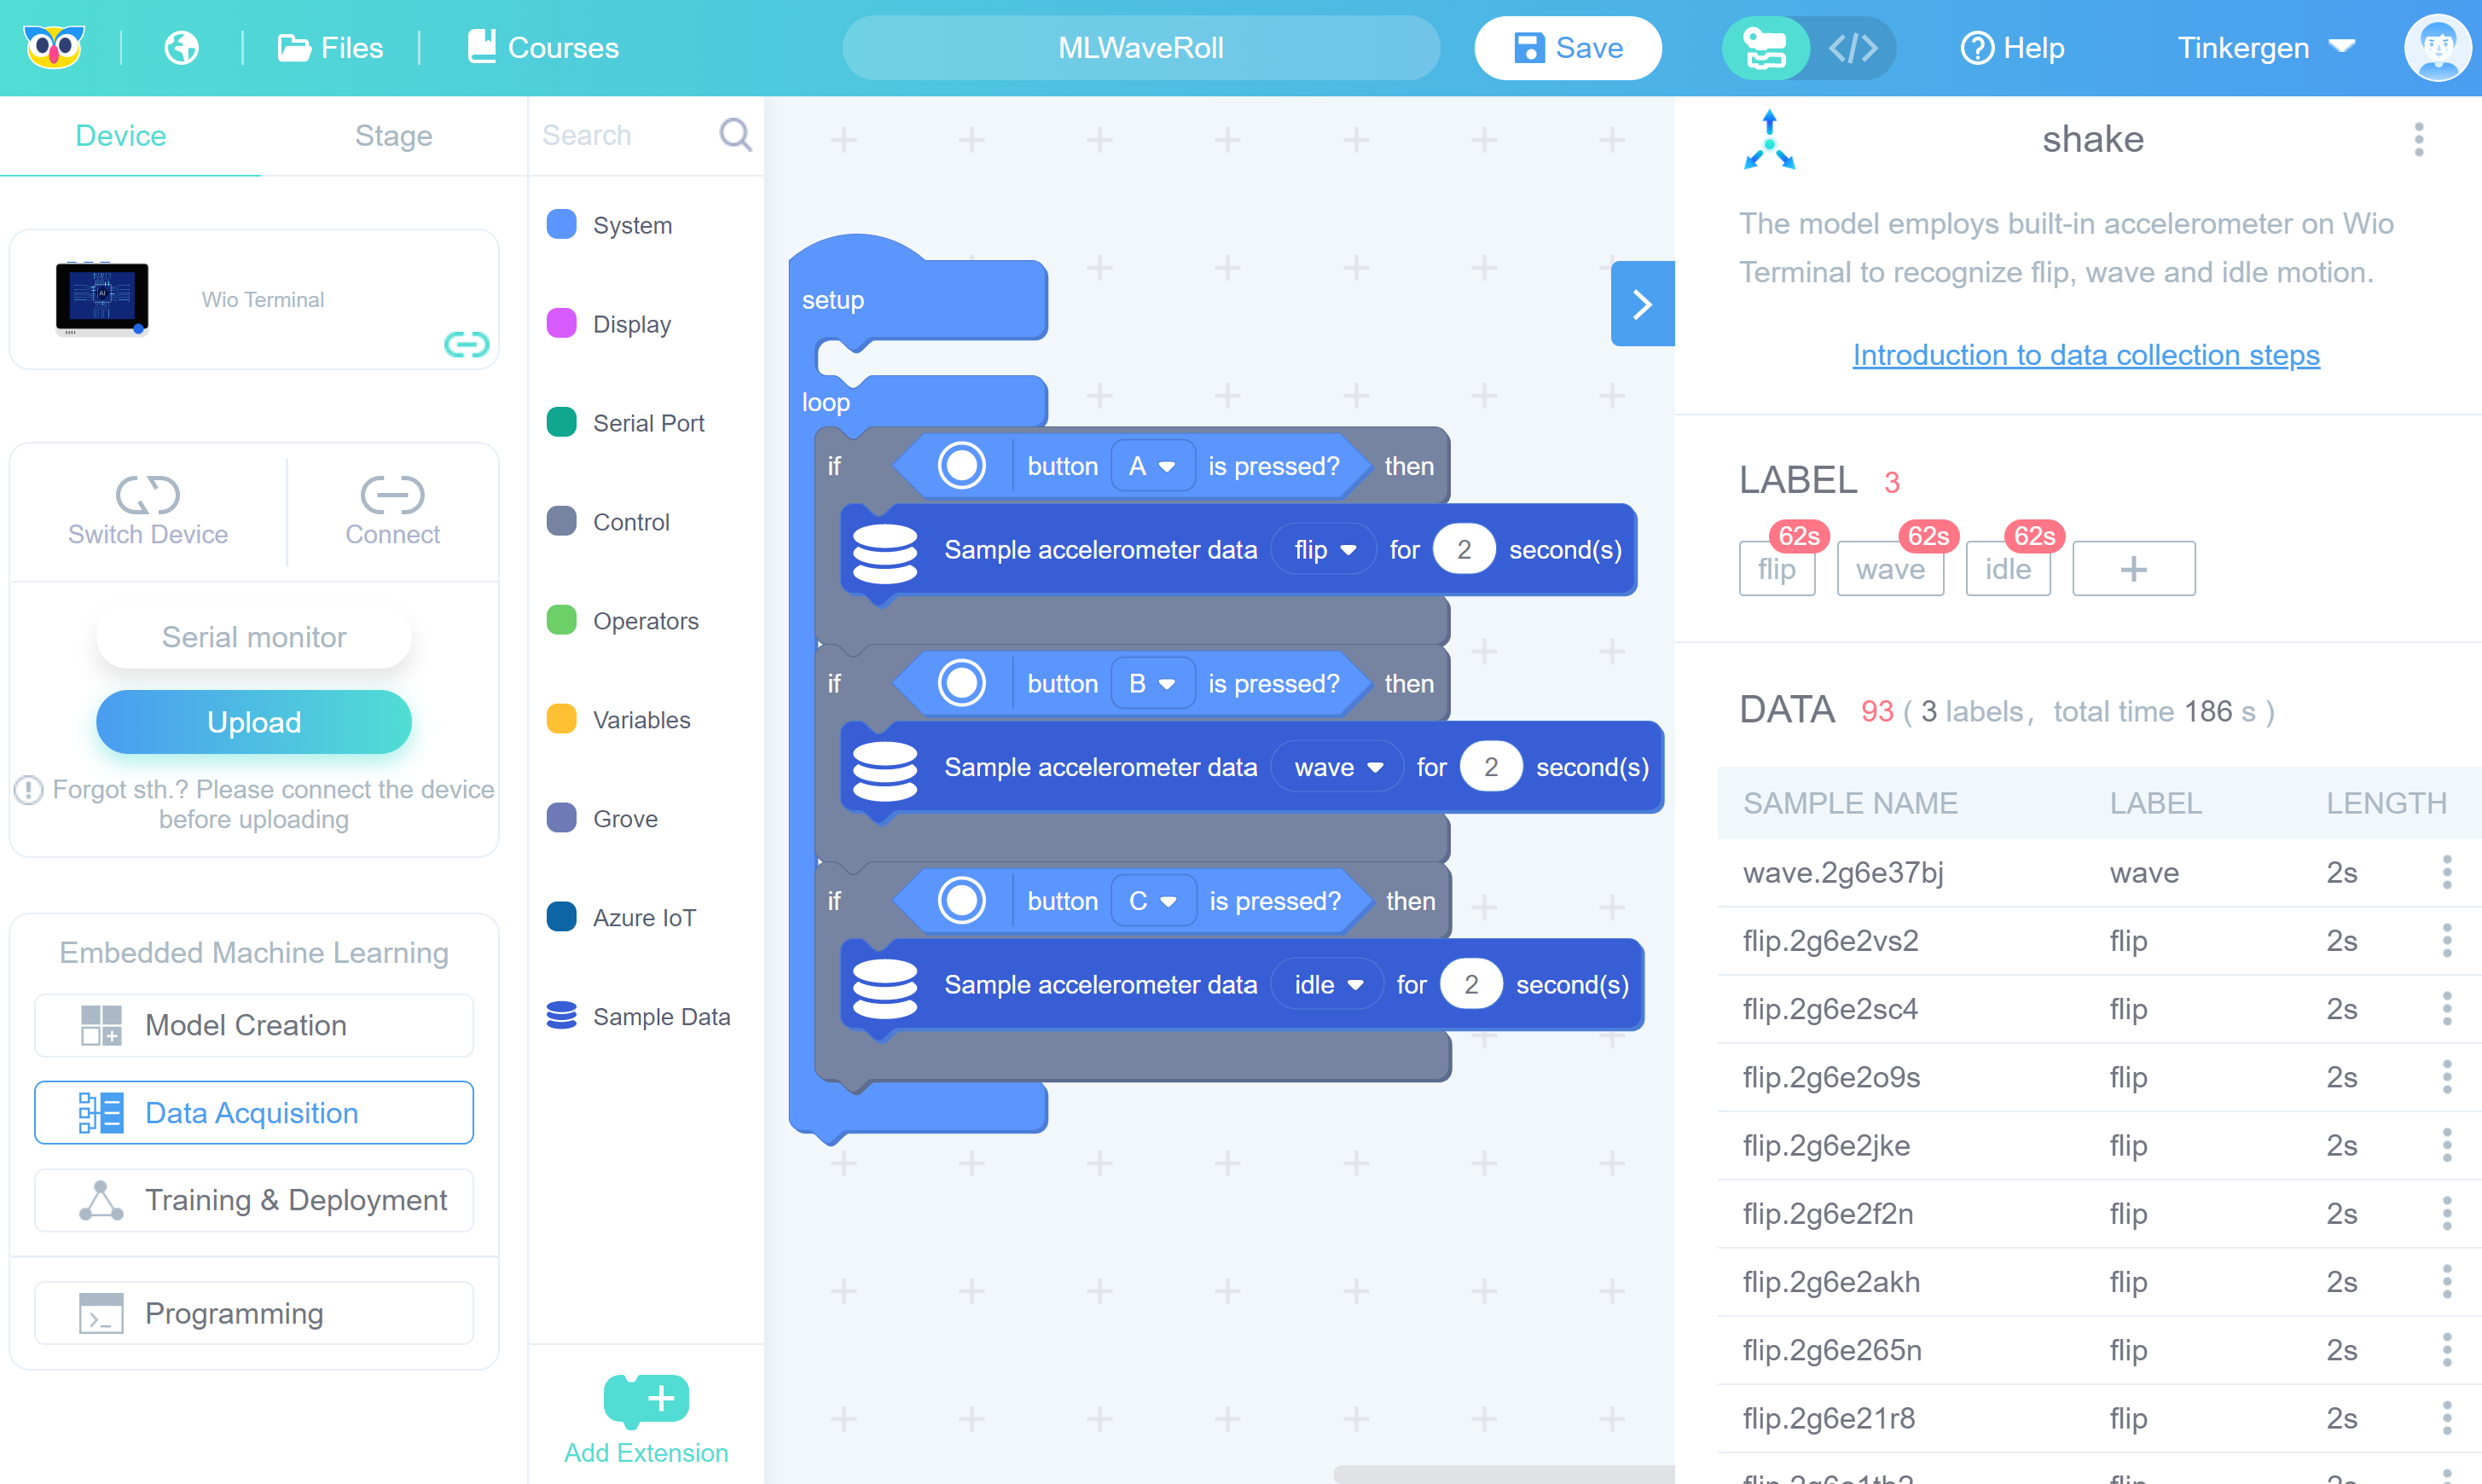 Files
Courses
MLWaveRoll
Save
Help
Tinkergen
Device
Stage
Wio Terminal
Switch Device
Connect
Serial monitor
Upload
Forgot sth.? Please connect the device
before uploading
Embedded Machine Learning
Model Creation
Data Acquisition
Training & Deployment
Programming
Search
System
Display
Serial Port
Control
Operators
Variables
Grove
Azure IoT
Sample Data
Add Extension
setup
loop
if button A is pressed? then
Sample accelerometer data flip for 2 second(s)
if button B is pressed? then
Sample accelerometer data wave for 2 second(s)
if button C is pressed? then
Sample accelerometer data idle for 2 second(s)
shake
The model employs built-in accelerometer on Wio
Terminal to recognize flip, wave and idle motion.
Introduction to data collection steps
LABEL 3
62s 62s 62s
flip wave idle +
DATA 93 ( 3 labels, total time 186 s )
SAMPLE NAME LABEL LENGTH
wave.2g6e37bj wave 2s
flip.2g6e2vs2 flip 2s
flip.2g6e2sc4 flip 2s
flip.2g6e2o9s flip 2s
flip.2g6e2jke flip 2s
flip.2g6e2f2n flip 2s
flip.2g6e2akh flip 2s
flip.2g6e265n flip 2s
flip.2g6e21r8 flip 2s